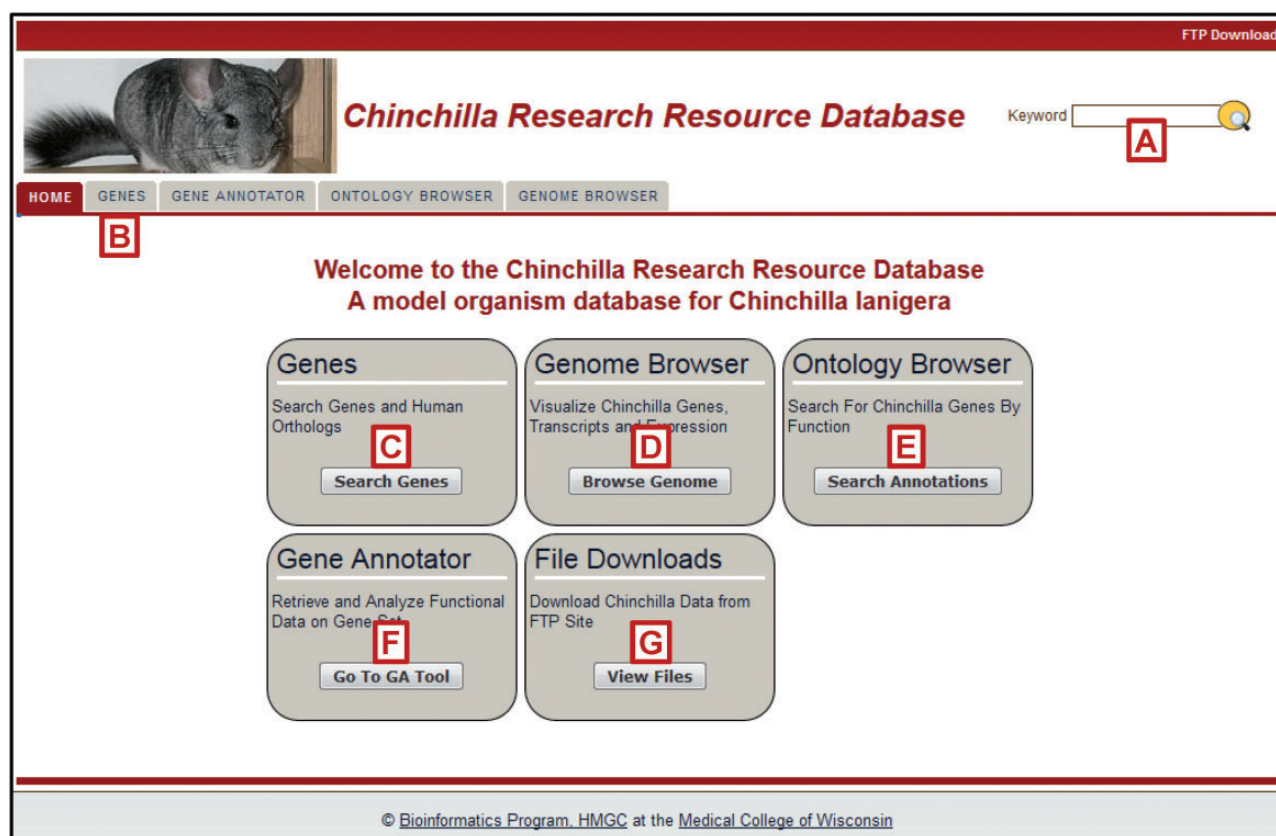 FTP Download
Chinchilla Research Resource Database
Keyword
A
HOME GENES GENE ANNOTATOR ONTOLOGY BROWSER GENOME BROWSER
B
Welcome to the Chinchilla Research Resource Database
A model organism database for Chinchilla lanigera
Genes
Search Genes and Human
Orthologs
C
Search Genes
Genome Browser
Visualize Chinchilla Genes,
Transcripts and Expression
D
Browse Genome
Ontology Browser
Search For Chinchilla Genes By
Function
E
Search Annotations
Gene Annotator
Retrieve and Analyze Functional
Data on Gene Set
F
Go To GA Tool
File Downloads
Download Chinchilla Data from
FTP Site
G
View Files
© Bioinformatics Program, HMGC at the Medical College of Wisconsin